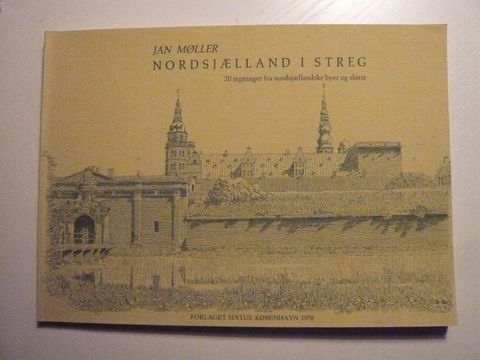 JAN MØLLER
NORDSJÆLLAND I STREG
20 tegninger fra nordsjællandske byer og slotte
FORLAGET SIXTUS KØBENHAVN 1978